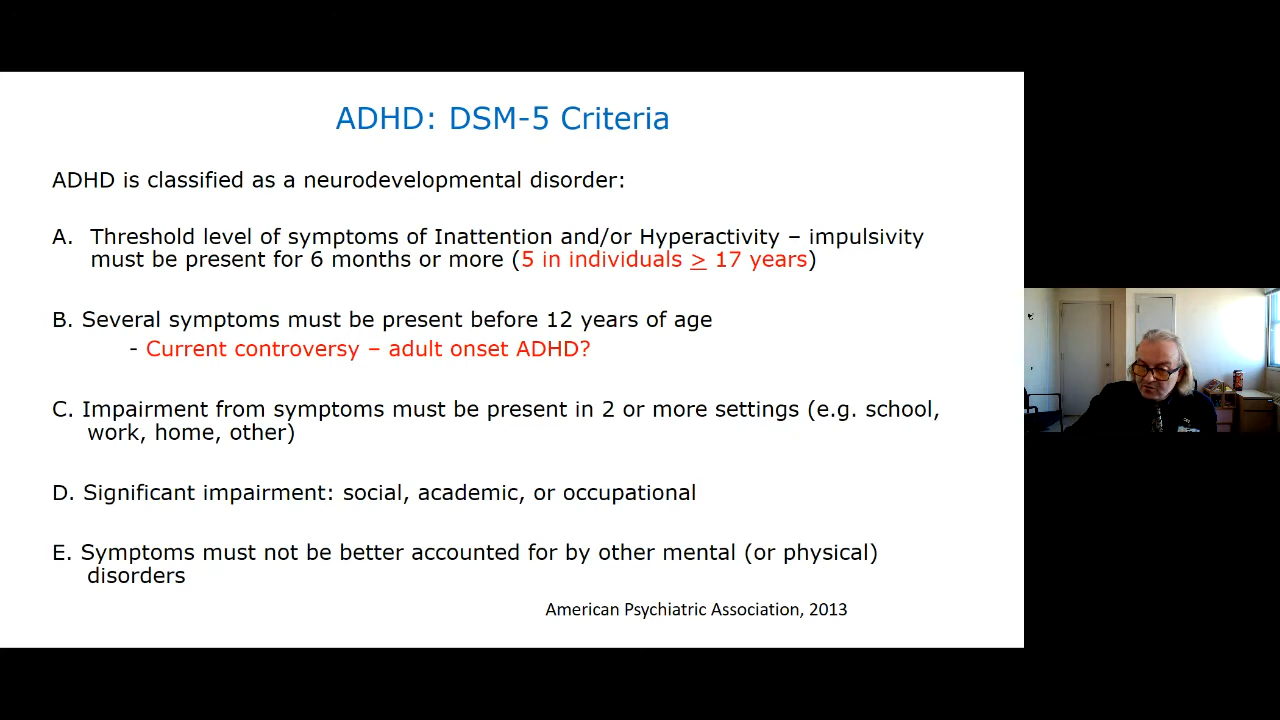 ADHD: DSM-5 Criteria
ADHD is classified as a neurodevelopmental disorder:
A. Threshold level of symptoms of Inattention and/or Hyperactivity – impulsivity
must be present for 6 months or more (5 in individuals > 17 years)
B. Several symptoms must be present before 12 years of age
- Current controversy – adult onset ADHD?
C. Impairment from symptoms must be present in 2 or more settings (e.g. school,
work, home, other)
D. Significant impairment: social, academic, or occupational
E. Symptoms must not be better accounted for by other mental (or physical)
disorders
American Psychiatric Association, 2013